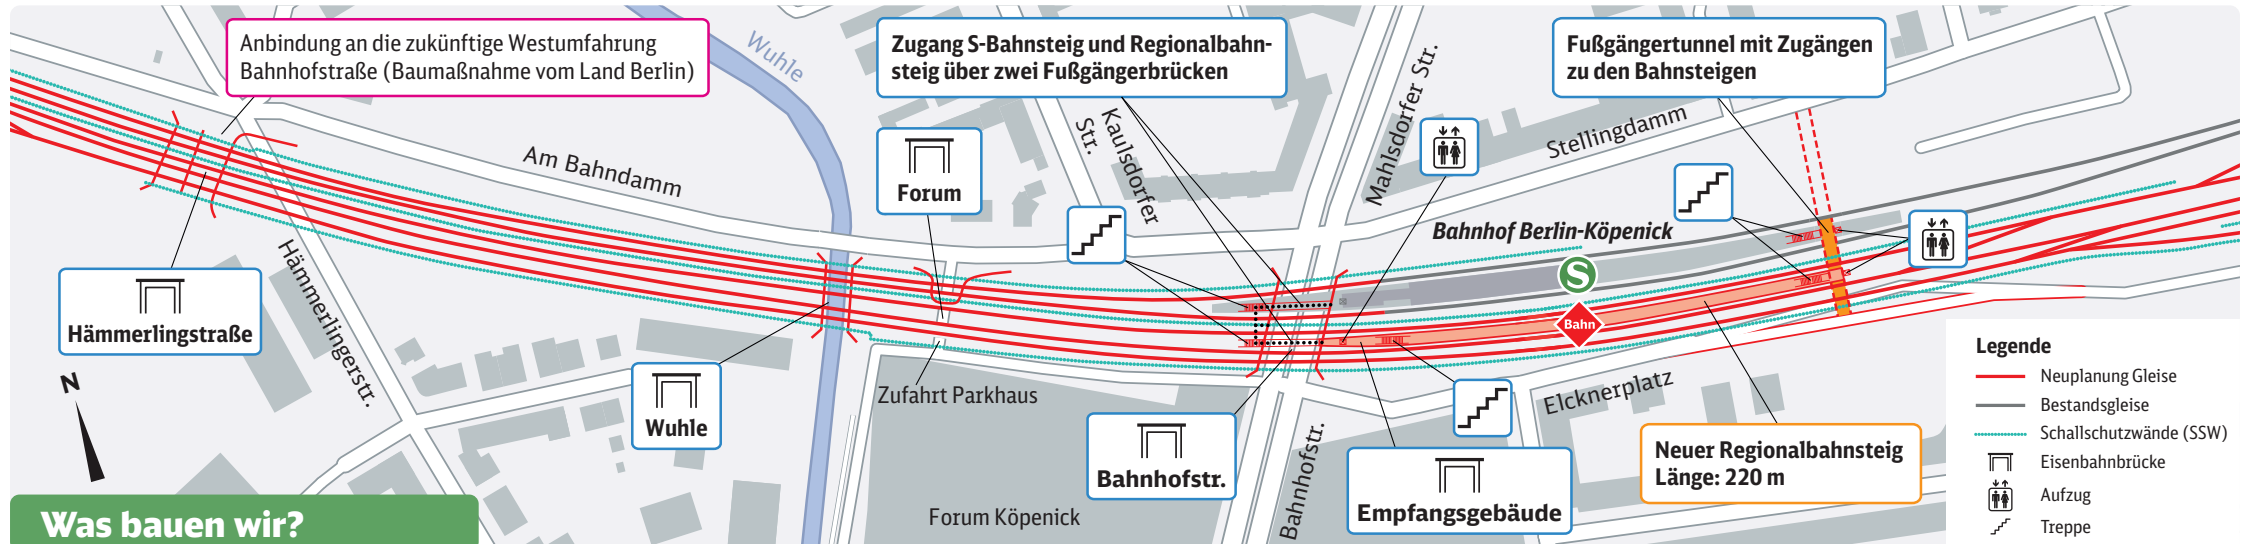 Anbindung an die zukünftige Westumfahrung
Bahnhofstraße (Baumaßnahme vom Land Berlin)
Wuhle
Zugang S-Bahnsteig und Regionalbahn-
steig über zwei Fußgängerbrücken
Fußgängertunnel mit Zugängen
zu den Bahnsteigen
Am Bahndamm
Forum
Kaulsdorfer
Str.
Mahlsdorfer Str.
Stellingdamm
Bahnhof Berlin-Köpenick
S
Bahn
Hämmerlingstraße
Hämmerlingerstr.
N
Wuhle
Zufahrt Parkhaus
Forum Köpenick
Bahnhofstr.
Bahnhofstr.
Empfangsgebäude
Elcknerplatz
Neuer Regionalbahnsteig
Länge: 220 m
Was bauen wir?
Legende
Neuplanung Gleise
Bestandsgleise
Schallschutzwände (SSW)
Eisenbahnbrücke
Aufzug
Treppe